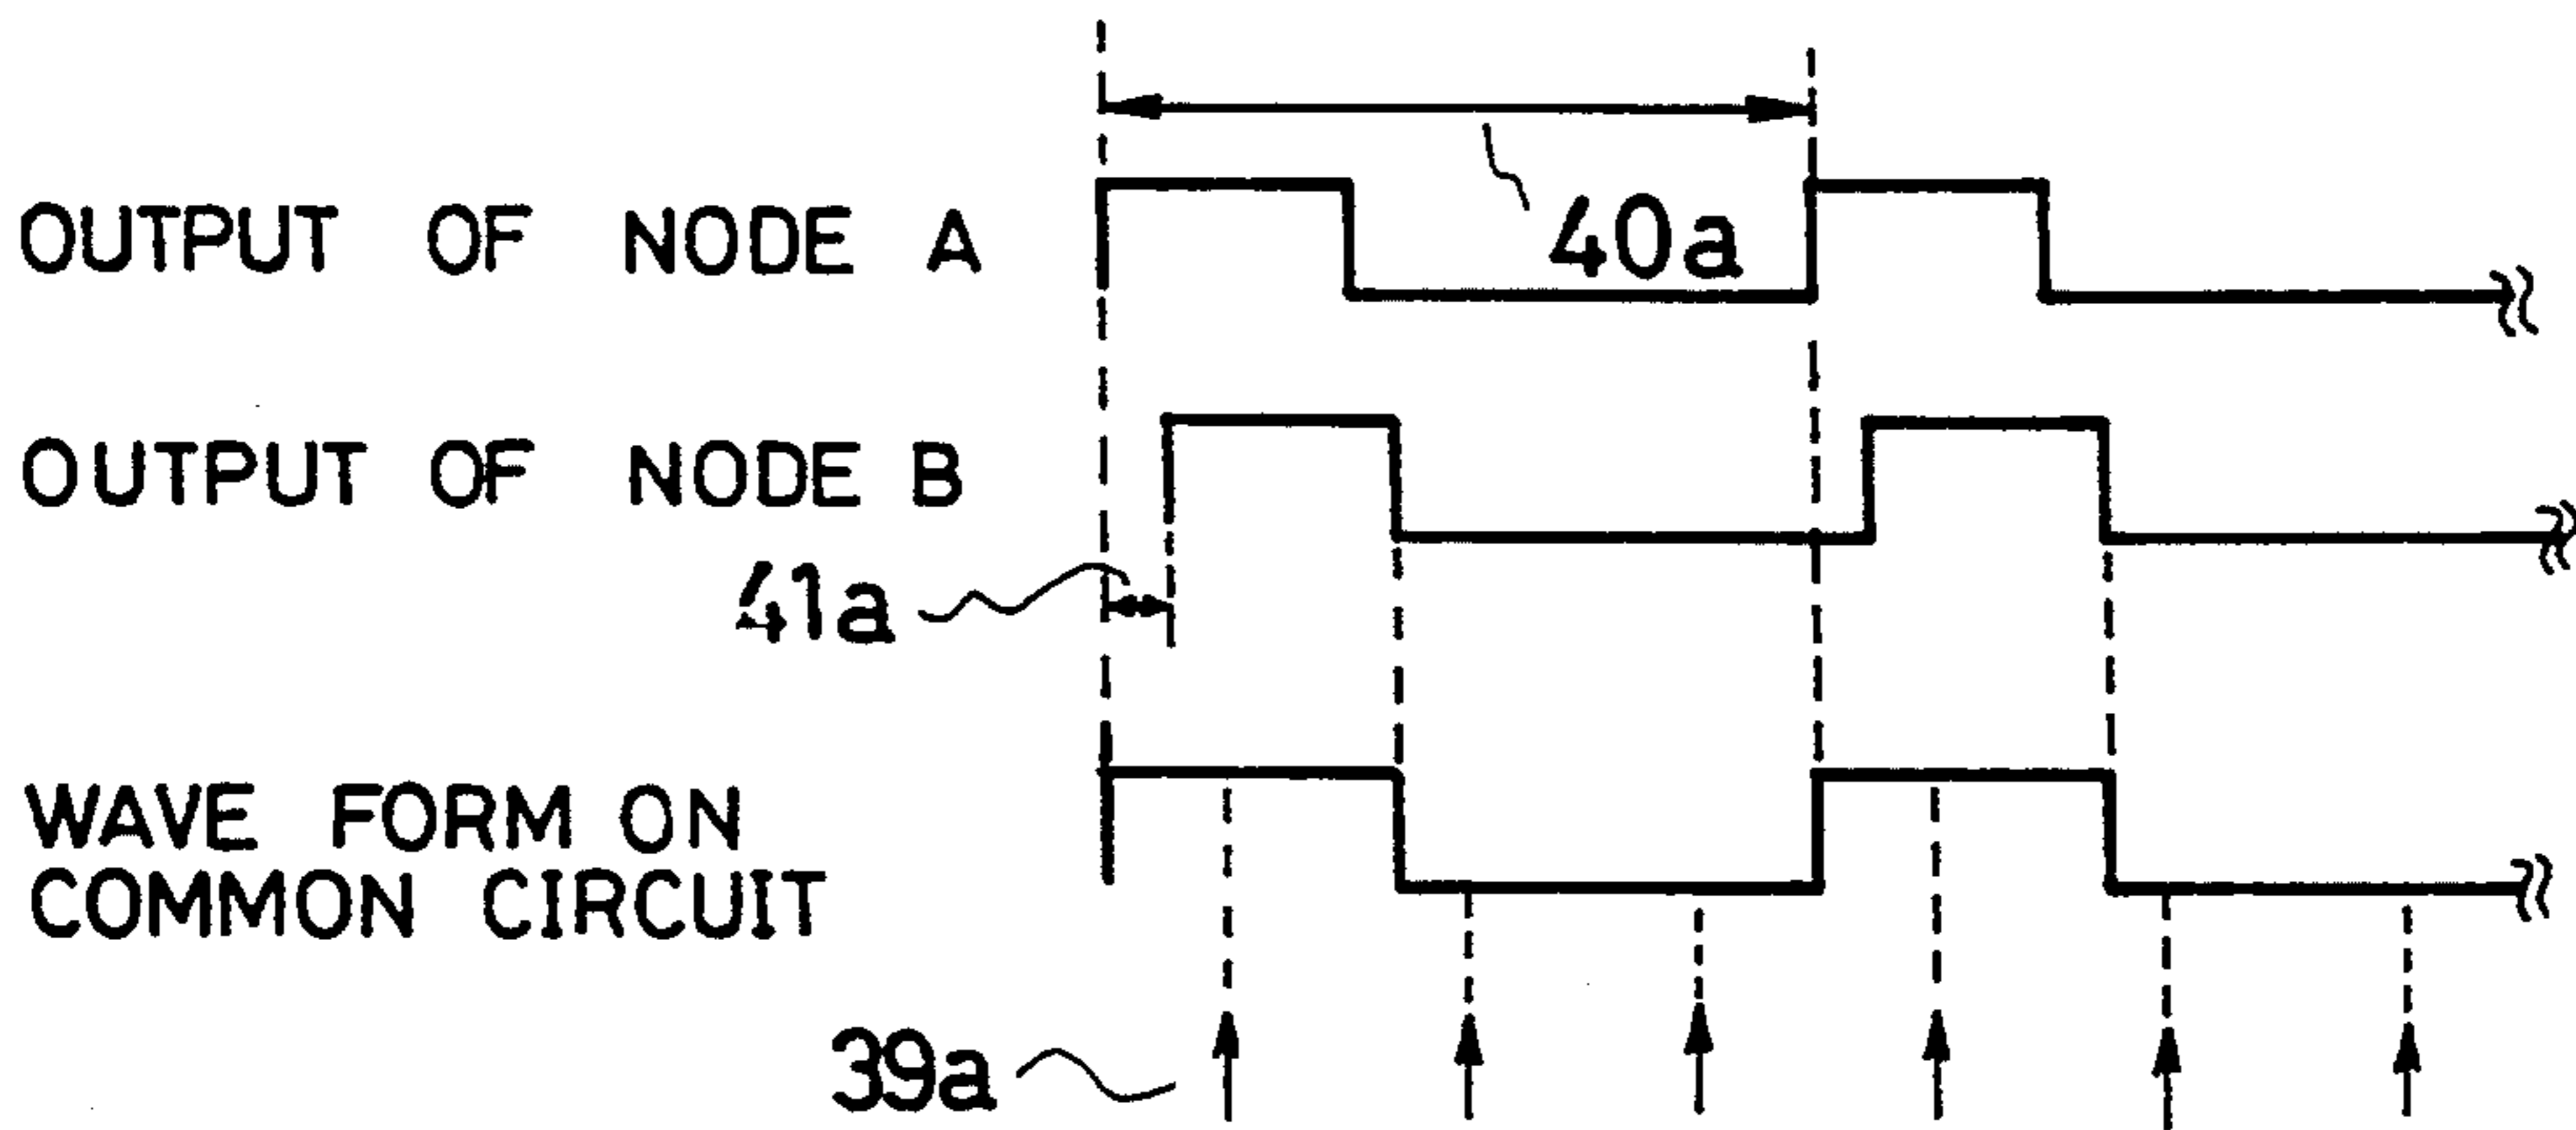 40a
OUTPUT OF NODE A
OUTPUT OF NODE B
41a
WAVE FORM ON
COMMON CIRCUIT
39a